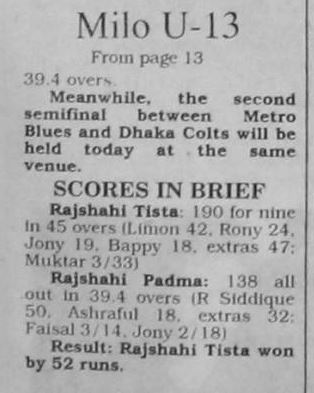 Milo U-13
From page 13
39.4 overs.
Meanwhile, the second
semifinal between Metro
Blues and Dhaka Colts will be
held today at the same
venue.
SCORES IN BRIEF
Rajshahi Tista: 190 for nine
in 45 overs (Limon 42, Rony 24,
Jony 19, Bappy 18, extras 47;
Muktar 3/33)
Rajshahi Padma: 138 all
out in 39.4 overs (R Siddique
50, Ashraful 18, extras 32;
Faisal 3/14, Jony 2/18)
Result: Rajshahi Tista won
by 52 runs.